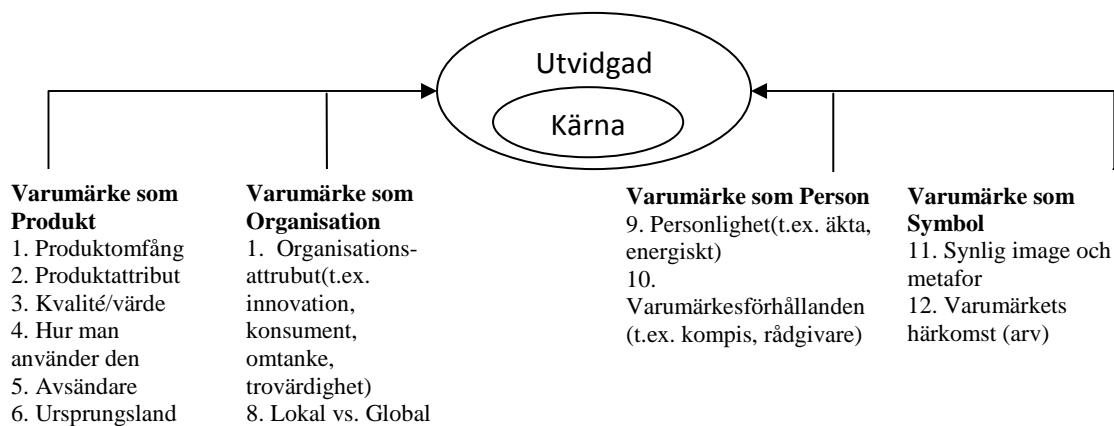 Utvidgad
Kärna
Varumärke som
Produkt
1. Produktomfång
2. Produktattribut
3. Kvalité/värde
4. Hur man
använder den
5. Avsändare
6. Ursprungsland
Varumärke som
Organisation
1. Organisations-
attrubut(t.ex.
innovation,
konsument,
omtanke,
trovärdighet)
8. Lokal vs. Global
Varumärke som Person
9. Personlighet(t.ex. äkta,
energiskt)
10.
Varumärkesförhållanden
(t.ex. kompis, rådgivare)
Varumärke som
Symbol
11. Synlig image och
metafor
12. Varumärkets
härkomst (arv)